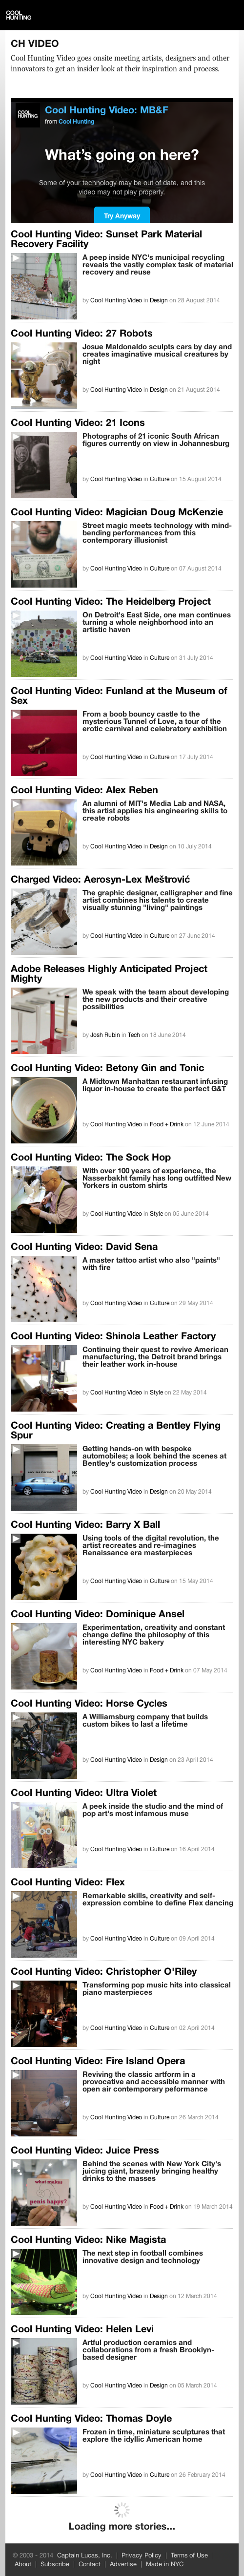 COOL
HUNTING
CH VIDEO
Cool Hunting Video goes onsite meeting artists, designers and other
innovators to get an insider look at their inspiration and process.
COOL
HUNTING
Cool Hunting Video: MB&F
from Cool Hunting
What's going on here?
Some of your technology may be out of date, and this
video may not play properly.
Try Anyway
Cool Hunting Video: Sunset Park Material
Recovery Facility
A peep inside NYC's municipal recycling
reveals the vastly complex task of material
recovery and reuse
by Cool Hunting Video in Design on 28 August 2014
Cool Hunting Video: 27 Robots
Josue Maldonaldo sculpts cars by day and
creates imaginative musical creatures by
night
by Cool Hunting Video in Design on 21 August 2014
Cool Hunting Video: 21 Icons
Photographs of 21 iconic South African
figures currently on view in Johannesburg
by Cool Hunting Video in Culture on 15 August 2014
Cool Hunting Video: Magician Doug McKenzie
Street magic meets technology with mind-
bending performances from this
contemporary illusionist
by Cool Hunting Video in Culture on 07 August 2014
Cool Hunting Video: The Heidelberg Project
On Detroit's East Side, one man continues
turning a whole neighborhood into an
artistic haven
by Cool Hunting Video in Culture on 31 July 2014
Cool Hunting Video: Funland at the Museum of
Sex
From a boob bouncy castle to the
mysterious Tunnel of Love, a tour of the
erotic carnival and celebratory exhibition
by Cool Hunting Video in Culture on 17 July 2014
Cool Hunting Video: Alex Reben
An alumni of MIT's Media Lab and NASA,
this artist applies his engineering skills to
create robots
by Cool Hunting Video in Design on 10 July 2014
Charged Video: Aerosyn-Lex Meštrović
The graphic designer, calligrapher and fine
artist combines his talents to create
visually stunning "living" paintings
by Cool Hunting Video in Culture on 27 June 2014
Adobe Releases Highly Anticipated Project
Mighty
We speak with the team about developing
the new products and their creative
possibilities
by Josh Rubin in Tech on 18 June 2014
Cool Hunting Video: Betony Gin and Tonic
A Midtown Manhattan restaurant infusing
liquor in-house to create the perfect G&T
by Cool Hunting Video in Food + Drink on 12 June 2014
Cool Hunting Video: The Sock Hop
With over 100 years of experience, the
Nasserbakht family has long outfitted New
Yorkers in custom shirts
by Cool Hunting Video in Style on 05 June 2014
Cool Hunting Video: David Sena
A master tattoo artist who also "paints"
with fire
by Cool Hunting Video in Culture on 29 May 2014
Cool Hunting Video: Shinola Leather Factory
Continuing their quest to revive American
manufacturing, the Detroit brand brings
their leather work in-house
by Cool Hunting Video in Style on 22 May 2014
Cool Hunting Video: Creating a Bentley Flying
Spur
Getting hands-on with bespoke
automobiles; a look behind the scenes at
Bentley's customization process
by Cool Hunting Video in Design on 20 May 2014
Cool Hunting Video: Barry X Ball
Using tools of the digital revolution, the
artist recreates and re-imagines
Renaissance era masterpieces
by Cool Hunting Video in Culture on 15 May 2014
Cool Hunting Video: Dominique Ansel
Experimentation, creativity and constant
change define the philosophy of this
interesting NYC bakery
by Cool Hunting Video in Food + Drink on 07 May 2014
Cool Hunting Video: Horse Cycles
A Williamsburg company that builds
custom bikes to last a lifetime
by Cool Hunting Video in Design on 23 April 2014
Cool Hunting Video: Ultra Violet
A peek inside the studio and the mind of
pop art's most infamous muse
by Cool Hunting Video in Culture on 16 April 2014
Cool Hunting Video: Flex
Remarkable skills, creativity and self-
expression combine to define Flex dancing
by Cool Hunting Video in Culture on 09 April 2014
Cool Hunting Video: Christopher O'Riley
Transforming pop music hits into classical
piano masterpieces
by Cool Hunting Video in Culture on 02 April 2014
Cool Hunting Video: Fire Island Opera
Reviving the classic artform in a
provocative and accessible manner with
open air contemporary peformance
by Cool Hunting Video in Culture on 26 March 2014
Cool Hunting Video: Juice Press
what makes
penis happy?
Behind the scenes with New York City's
juicing giant, brazenly bringing healthy
drinks to the masses
by Cool Hunting Video in Food + Drink on 19 March 2014
Cool Hunting Video: Nike Magista
The next step in football combines
innovative design and technology
by Cool Hunting Video in Design on 12 March 2014
Cool Hunting Video: Helen Levi
Artful production ceramics and
collaborations from a fresh Brooklyn-
based designer
by Cool Hunting Video in Design on 05 March 2014
Cool Hunting Video: Thomas Doyle
Frozen in time, miniature sculptures that
explore the idyllic American home
by Cool Hunting Video in Culture on 26 February 2014
Loading more stories...
© 2003 - 2014 Captain Lucas, Inc. | Privacy Policy | Terms of Use |
About | Subscribe | Contact | Advertise | Made in NYC